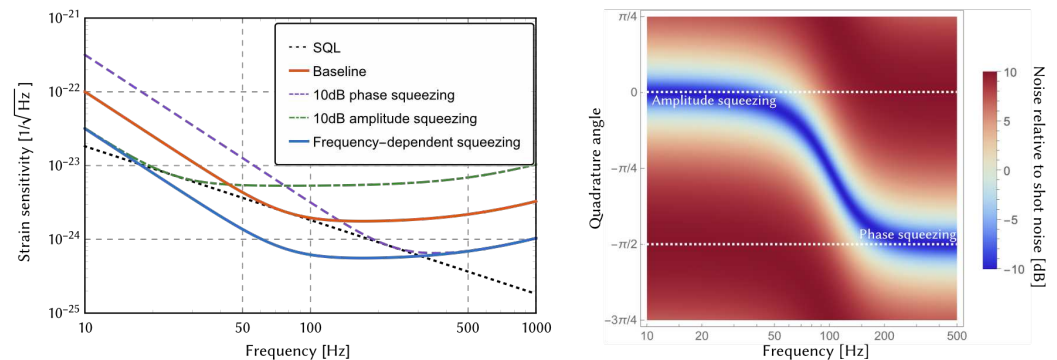 10⁻²¹
10⁻²²
10⁻²³
10⁻²⁴
10⁻²⁵
Strain sensitivity [1/√Hz]
SQL
Baseline
10dB phase squeezing
10dB amplitude squeezing
Frequency-dependent squeezing
10
50
100
500
1000
Frequency [Hz]
π/4
0
-π/4
-π/2
-3π/4
Quadrature angle
Amplitude squeezing
Phase squeezing
10
20
50
100
200
500
Frequency [Hz]
10
5
0
-5
-10
Noise relative to shot noise [dB]